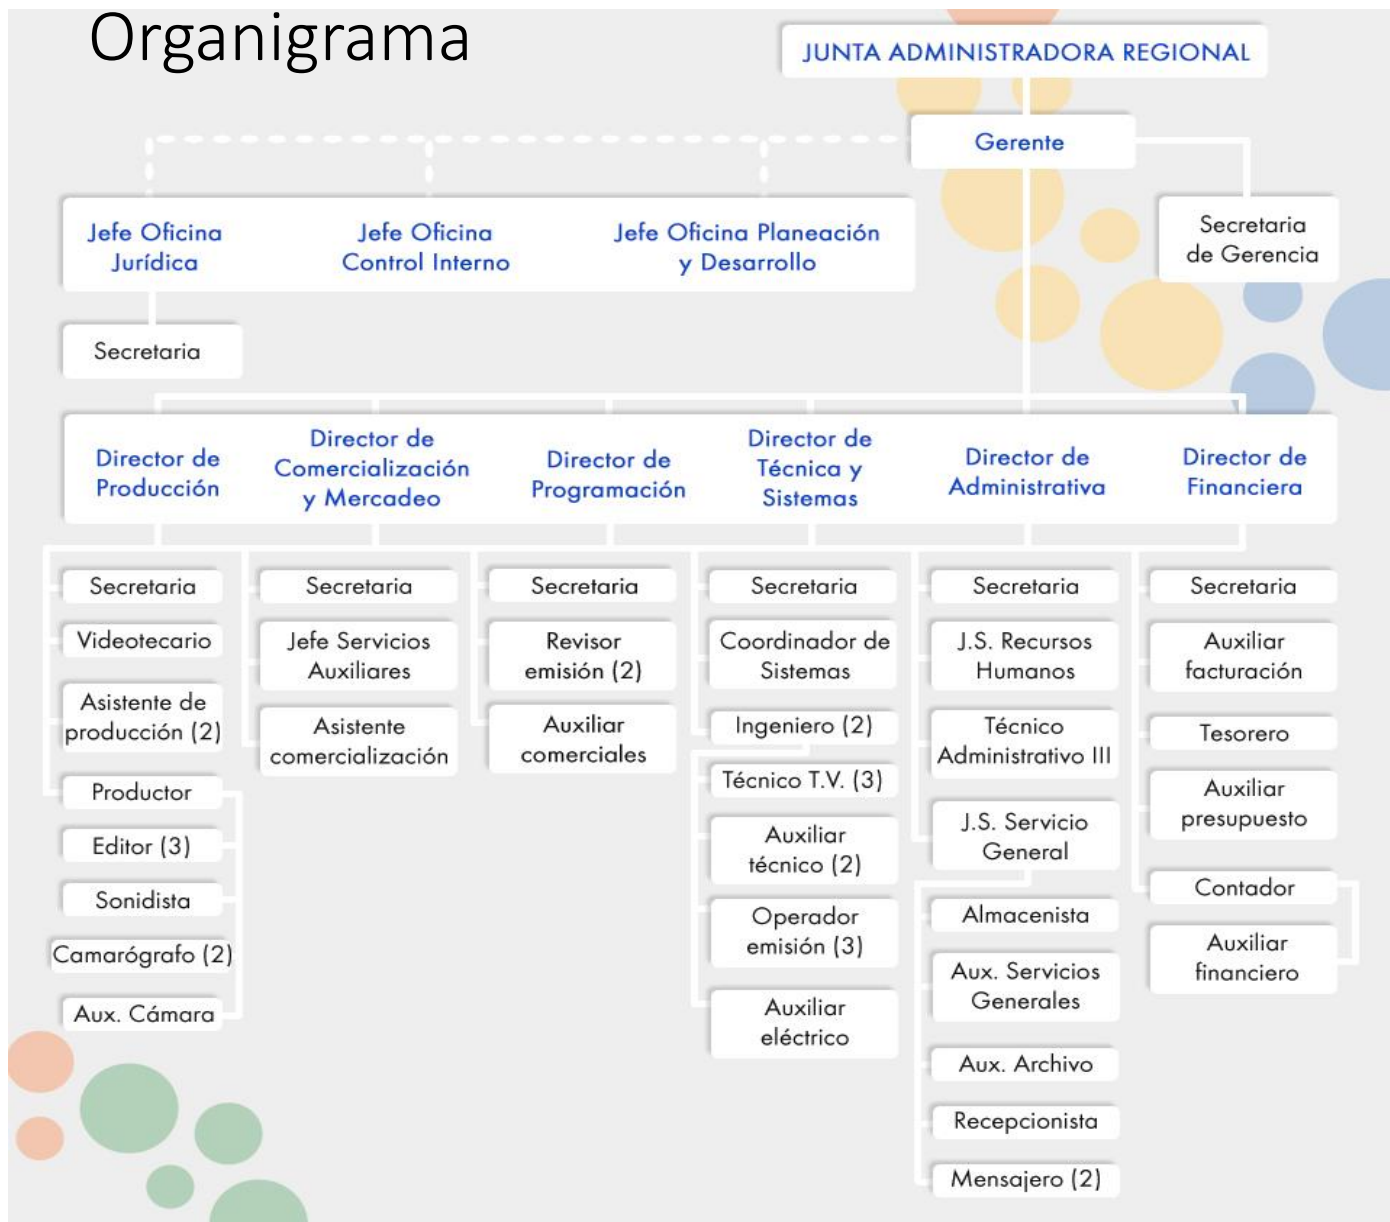 Organigrama
JUNTA ADMINISTRADORA REGIONAL
Gerente
Secretaria
de Gerencia
Jefe Oficina
Jurídica
Jefe Oficina
Control Interno
Jefe Oficina Planeación
y Desarrollo
Secretaria
Director de
Producción
Director de
Comercialización
y Mercadeo
Director de
Programación
Director de
Técnica y
Sistemas
Director de
Administrativa
Director de
Financiera
Secretaria
Videotecario
Asistente de
producción (2)
Productor
Editor (3)
Sonidista
Camarógrafo (2)
Aux. Cámara
Secretaria
Jefe Servicios
Auxiliares
Asistente
comercialización
Secretaria
Revisor
emisión (2)
Auxiliar
comerciales
Secretaria
Coordinador de
Sistemas
Ingeniero (2)
Técnico T.V. (3)
Auxiliar
técnico (2)
Operador
emisión (3)
Auxiliar
eléctrico
Secretaria
J.S. Recursos
Humanos
Técnico
Administrativo III
J.S. Servicio
General
Almacenista
Aux. Servicios
Generales
Aux. Archivo
Recepcionista
Mensajero (2)
Secretaria
Auxiliar
facturación
Tesorero
Auxiliar
presupuesto
Contador
Auxiliar
financiero